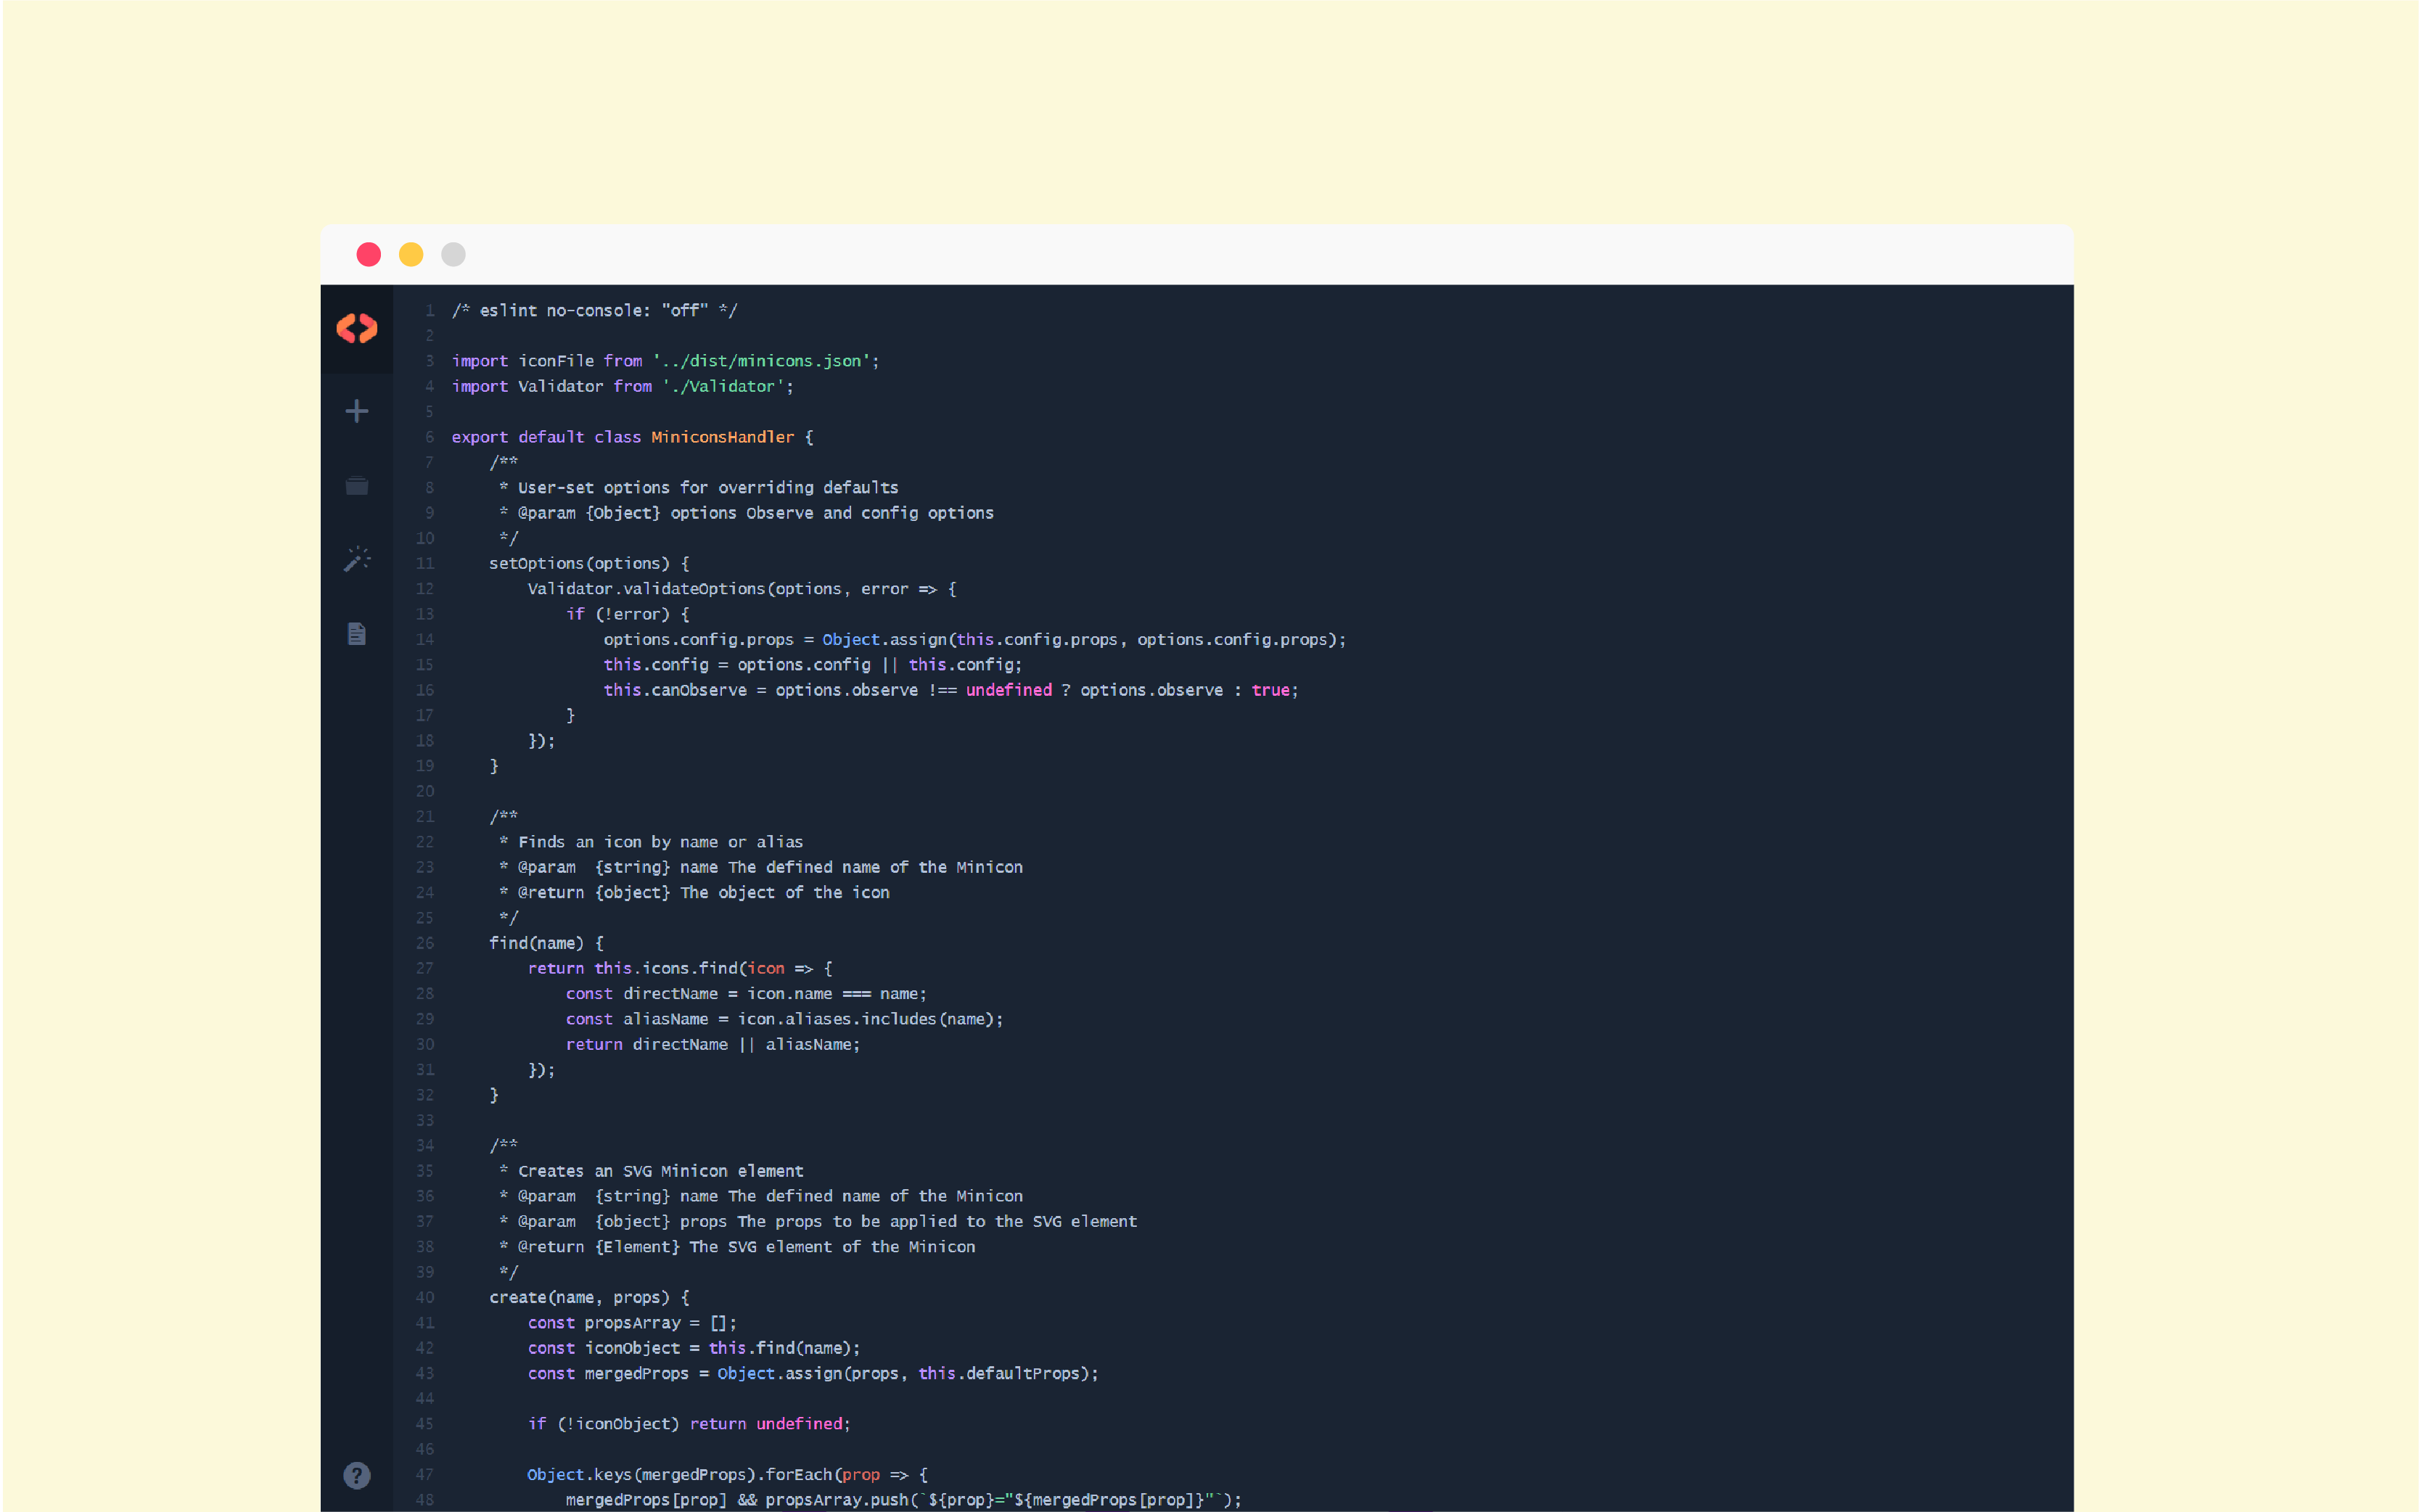 1 /* eslint no-console: "off" */
2
3 import iconFile from '../dist/minicons.json';
4 import Validator from './Validator';
5
6 export default class MiniconsHandler {
7     /**
8      * User-set options for overriding defaults
9      * @param {Object} options Observe and config options
10      */
11     setOptions(options) {
12         Validator.validateOptions(options, error => {
13             if (!error) {
14                 options.config.props = Object.assign(this.config.props, options.config.props);
15                 this.config = options.config || this.config;
16                 this.canObserve = options.observe !== undefined ? options.observe : true;
17             }
18         });
19     }
20
21     /**
22      * Finds an icon by name or alias
23      * @param  {string} name The defined name of the Minicon
24      * @return {object} The object of the icon
25      */
26     find(name) {
27         return this.icons.find(icon => {
28             const directName = icon.name === name;
29             const aliasName = icon.aliases.includes(name);
30             return directName || aliasName;
31         });
32     }
33
34     /**
35      * Creates an SVG Minicon element
36      * @param  {string} name The defined name of the Minicon
37      * @param  {object} props The props to be applied to the SVG element
38      * @return {Element} The SVG element of the Minicon
39      */
40     create(name, props) {
41         const propsArray = [];
42         const iconObject = this.find(name);
43         const mergedProps = Object.assign(props, this.defaultProps);
44
45         if (!iconObject) return undefined;
46
47         Object.keys(mergedProps).forEach(prop => {
48             mergedProps[prop] && propsArray.push(`${prop}="${mergedProps[prop]}"`);